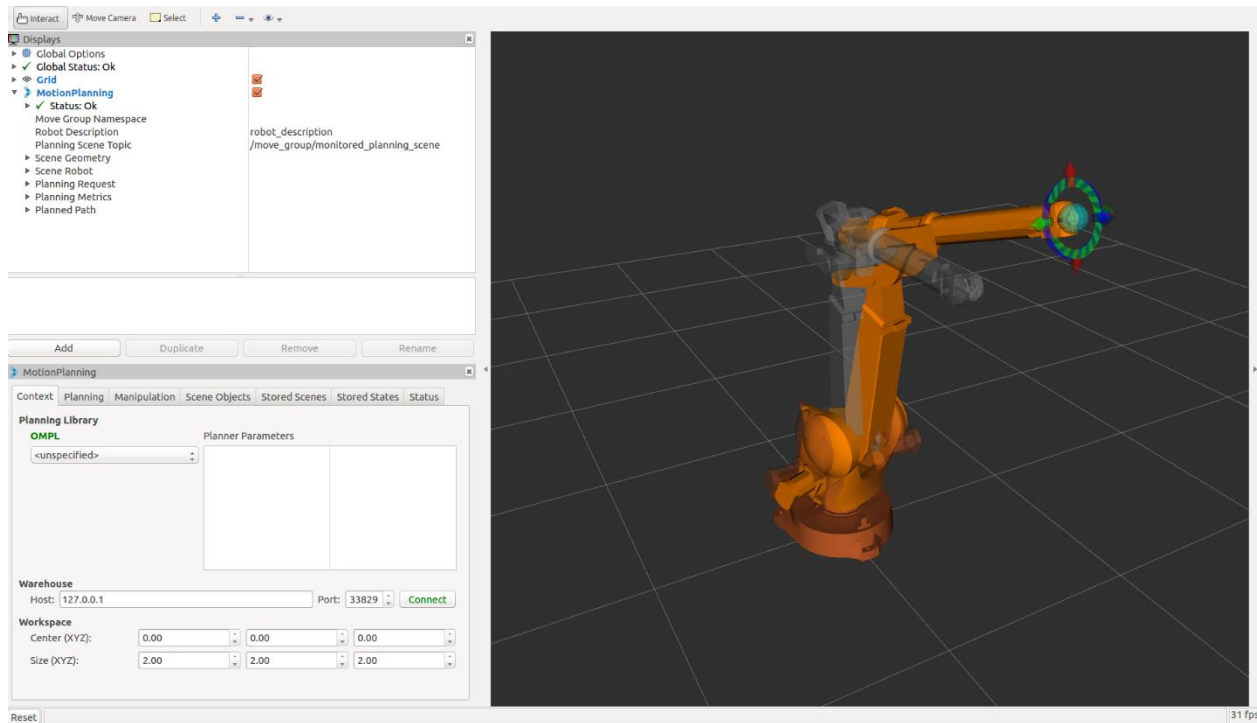 Interact Move Camera Select
Displays
Global Options
Global Status: Ok
Grid
MotionPlanning
Status: Ok
Move Group Namespace
Robot Description robot_description
Planning Scene Topic /move_group/monitored_planning_scene
Scene Geometry
Scene Robot
Planning Request
Planning Metrics
Planned Path
Add Duplicate Remove Rename
MotionPlanning
Context Planning Manipulation Scene Objects Stored Scenes Stored States Status
Planning Library
OMPL Planner Parameters
<unspecified>
Warehouse
Host: 127.0.0.1 Port: 33829 Connect
Workspace
Center (XYZ): 0.00 0.00 0.00
Size (XYZ): 2.00 2.00 2.00
Reset 31 fps